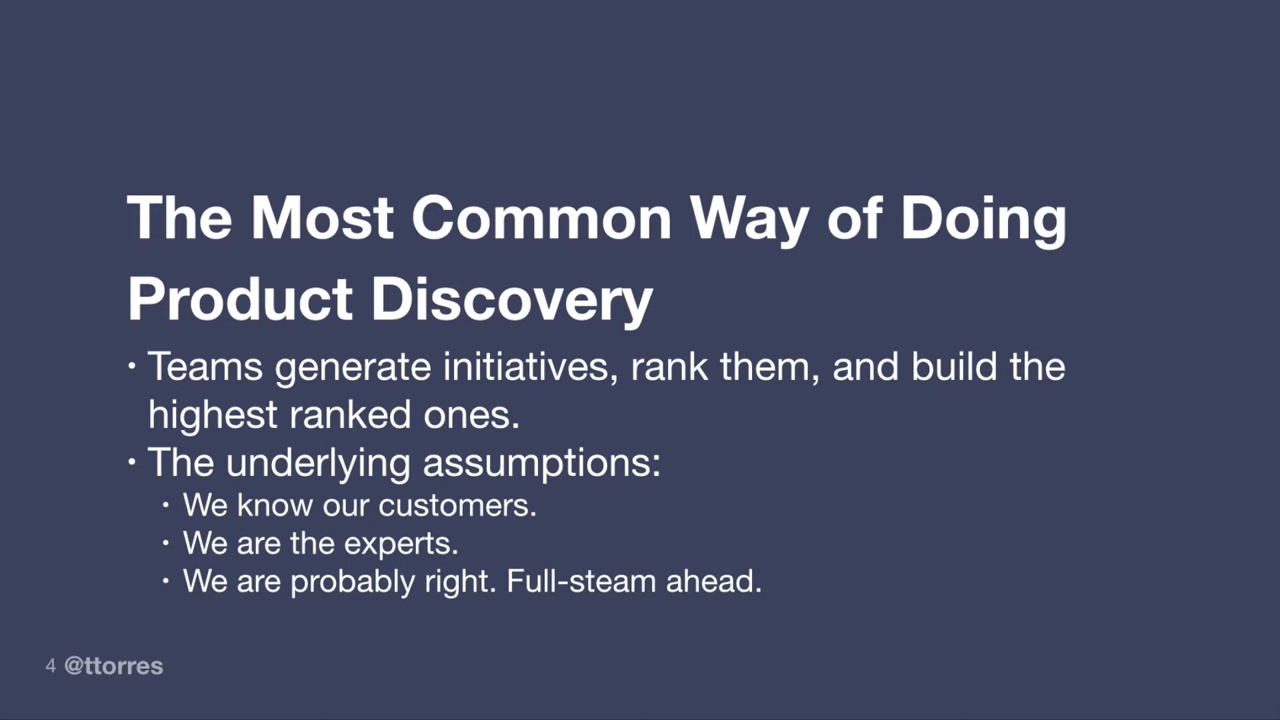 The Most Common Way of Doing
Product Discovery
• Teams generate initiatives, rank them, and build the
highest ranked ones.
• The underlying assumptions:
• We know our customers.
• We are the experts.
• We are probably right. Full-steam ahead.
4 @ttorres